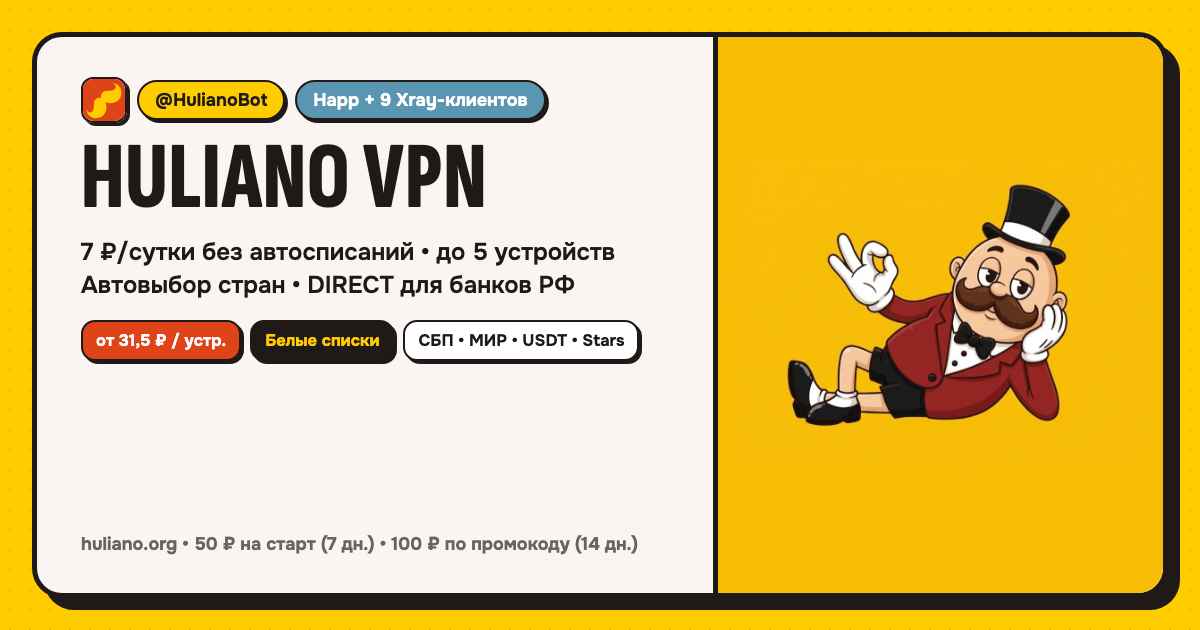 @HulianoBot
Happ + 9 Xray-клиентов
HULIANO VPN
7 ₽/сутки без автосписаний • до 5 устройств
Автовыбор стран • DIRECT для банков РФ
от 31,5 ₽ / устр.
Белые списки
СБП • МИР • USDT • Stars
huliano.org • 50 ₽ на старт (7 дн.) • 100 ₽ по промокоду (14 дн.)